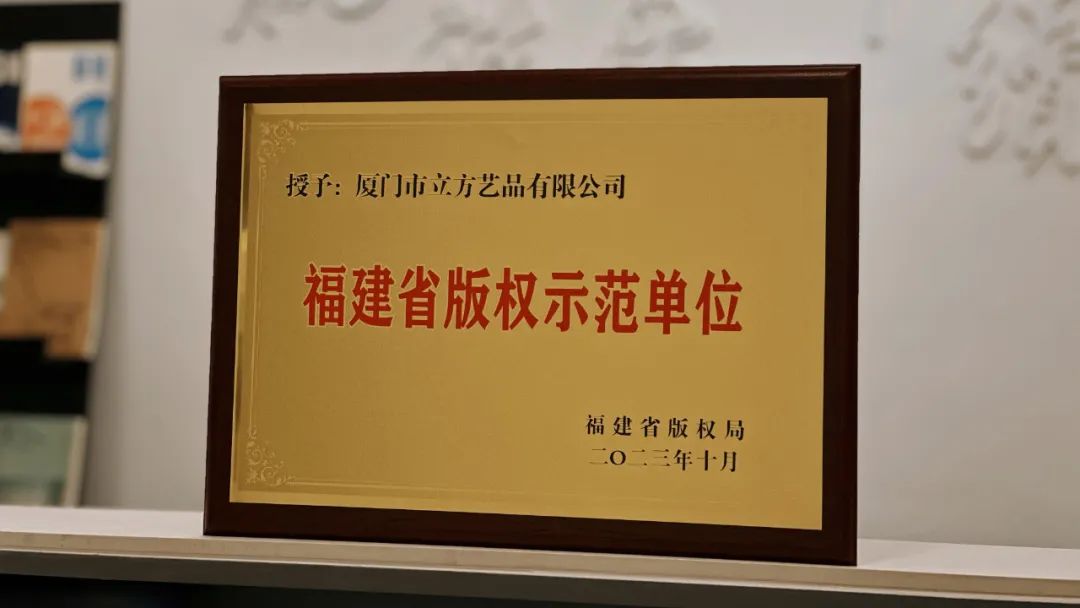 授予：厦门市立方艺品有限公司
福建省版权示范单位
福建省版权局
二〇二三年十月